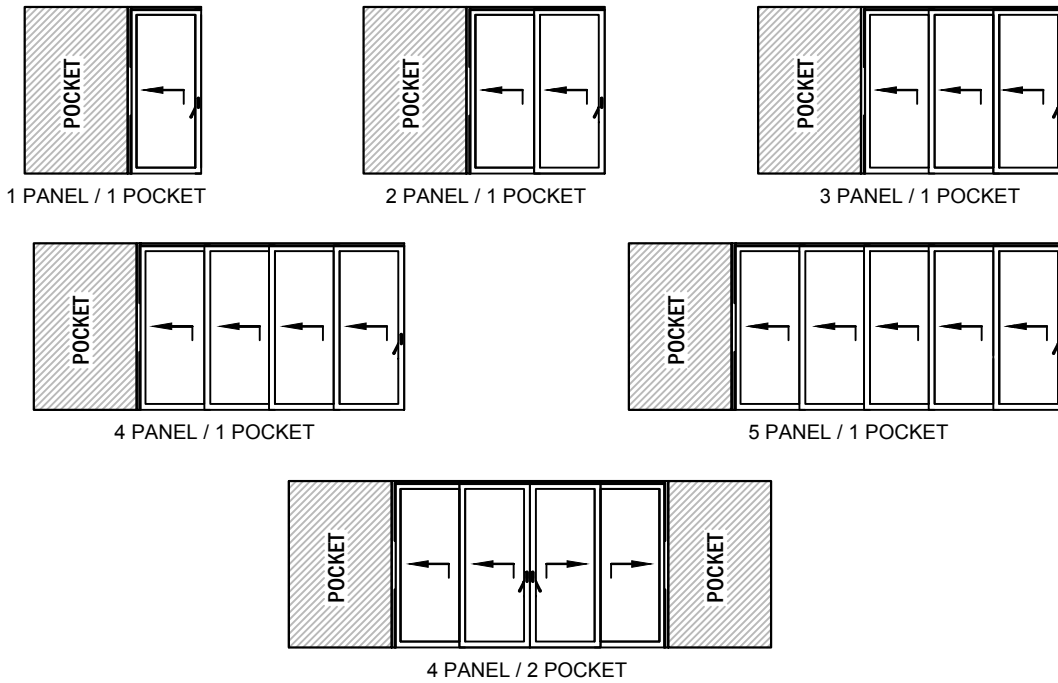 POCKET
1 PANEL / 1 POCKET
POCKET
2 PANEL / 1 POCKET
POCKET
3 PANEL / 1 POCKET
POCKET
4 PANEL / 1 POCKET
POCKET
5 PANEL / 1 POCKET
POCKET
POCKET
4 PANEL / 2 POCKET